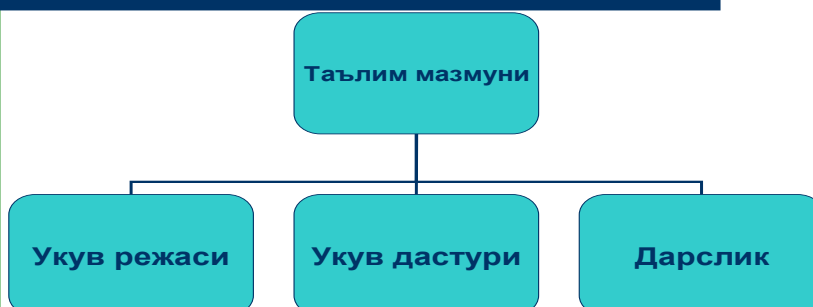 Таълим мазмуни
Укув режаси
Укув дастури
Дарслик